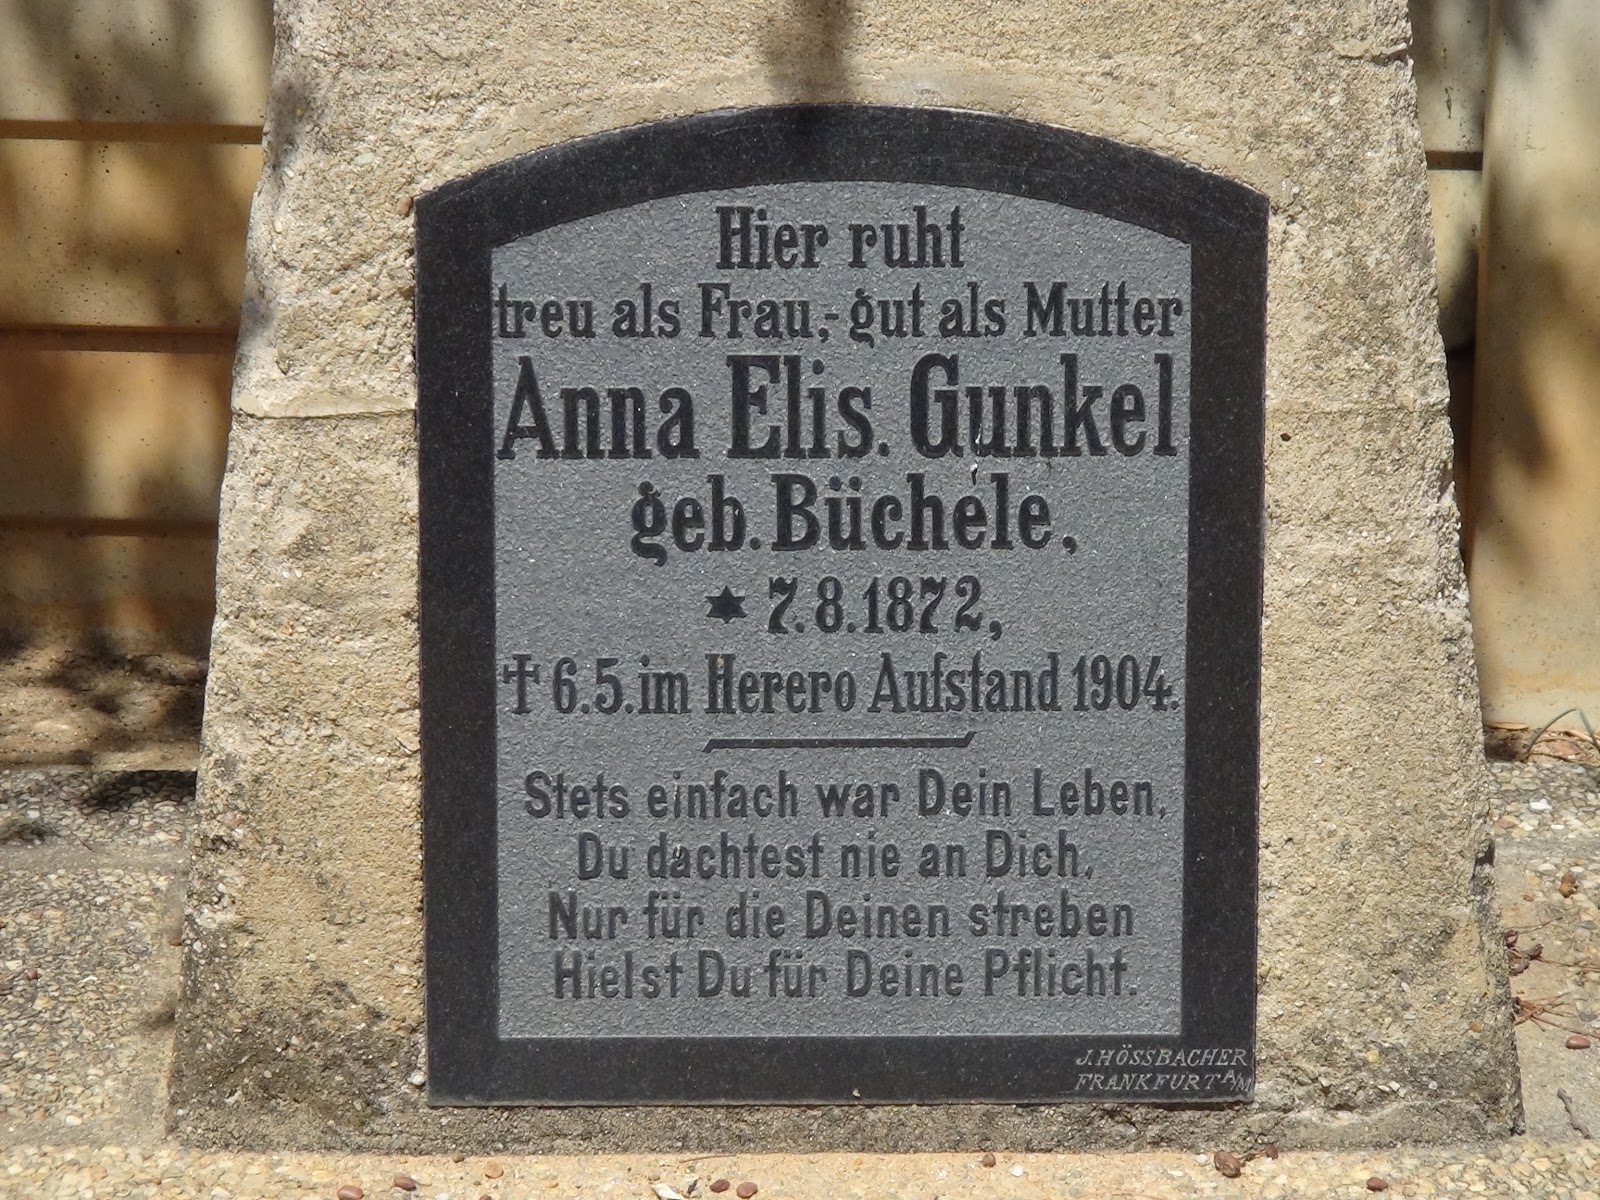 Hier ruht
treu als Frau,- gut als Mutter
Anna Elis. Gunkel
geb. Büchele,
✶ 7.8.1872,
✝ 6.5. im Herero Aufstand 1904.
Stets einfach war Dein Leben,
Du dachtest nie an Dich,
Nur für die Deinen streben
Hielst Du für Deine Pflicht.
J. HÖSSBACHER
FRANKFURT A/M